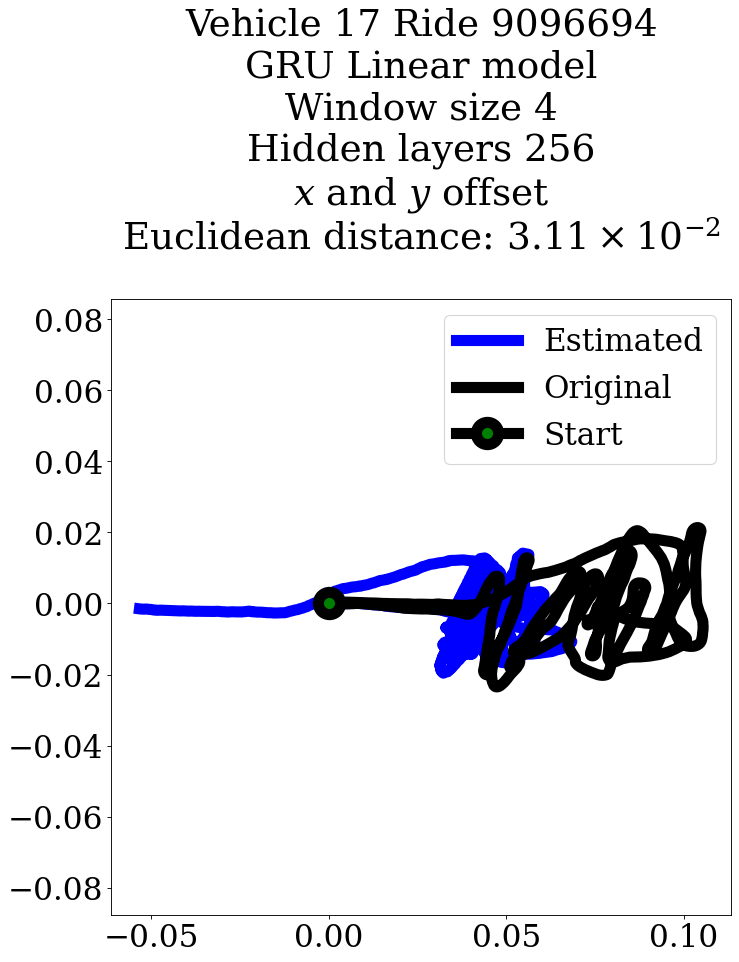 Vehicle 17 Ride 9096694
GRU Linear model
Window size 4
Hidden layers 256
x and y offset
Euclidean distance: 3.11 × 10⁻²
Estimated
Original
Start
0.08
0.06
0.04
0.02
0.00
−0.02
−0.04
−0.06
−0.08
−0.05 0.00 0.05 0.10